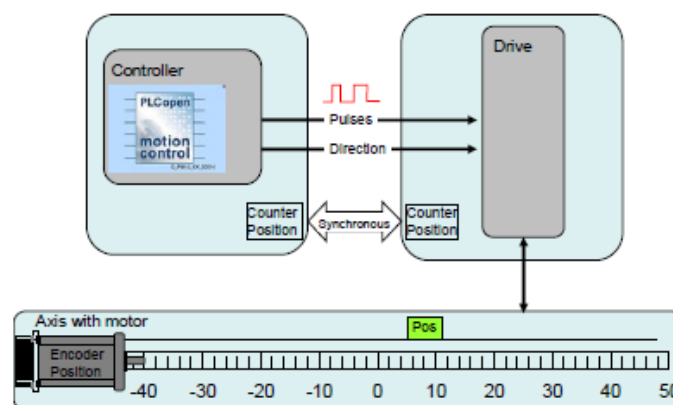 Controller
PLCopen
motion
control
Pulses
Direction
Drive
Counter
Position
Synchronous
Counter
Position
Axis with motor
Pos
Encoder
Position
-40 -30 -20 -10 0 10 20 30 40 50